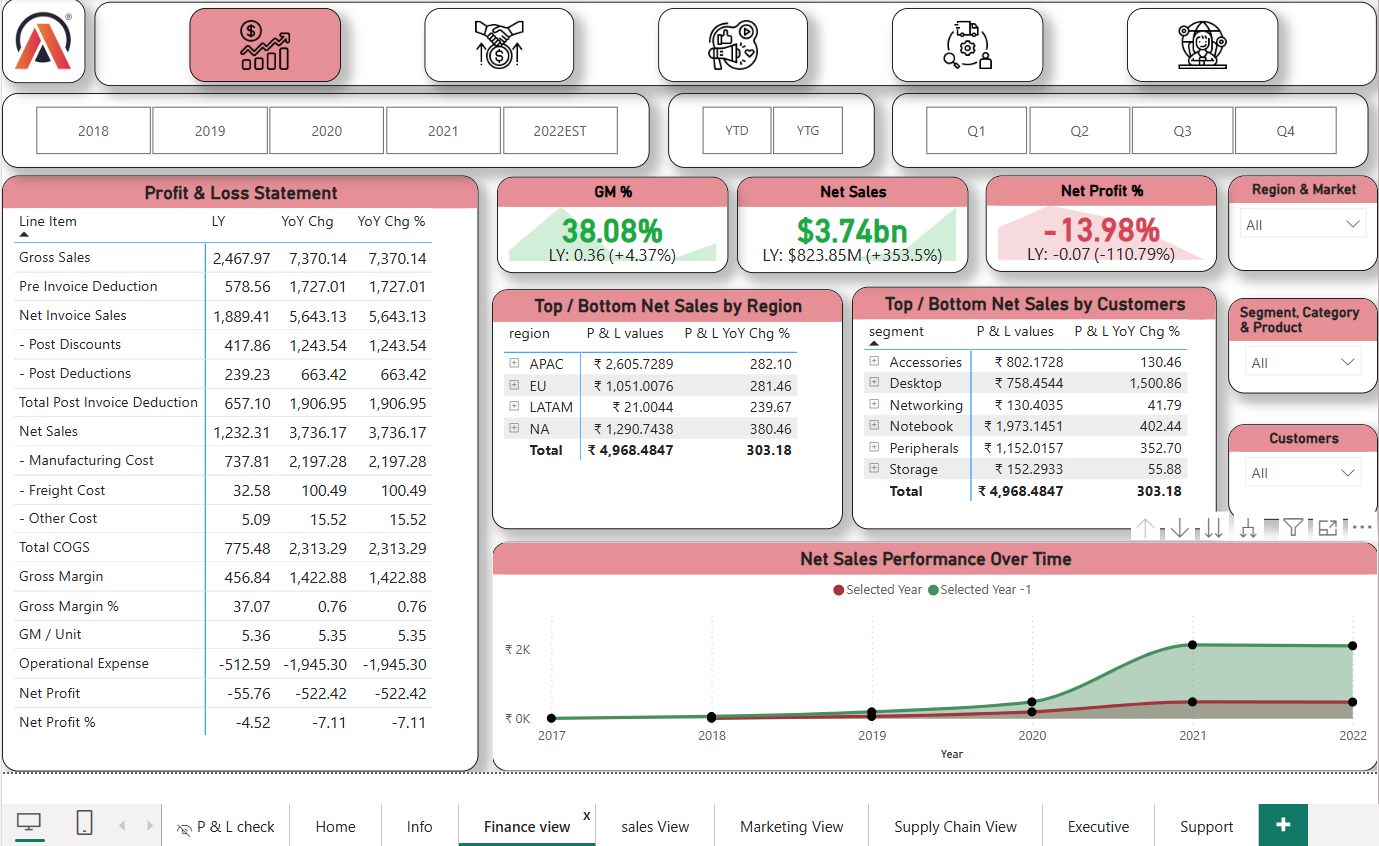 2018 2019 2020 2021 2022EST YTD YTG Q1 Q2 Q3 Q4
Profit & Loss Statement
Line Item LY YoY Chg YoY Chg %
Gross Sales 2,467.97 7,370.14 7,370.14
Pre Invoice Deduction 578.56 1,727.01 1,727.01
Net Invoice Sales 1,889.41 5,643.13 5,643.13
- Post Discounts 417.86 1,243.54 1,243.54
- Post Deductions 239.23 663.42 663.42
Total Post Invoice Deduction 657.10 1,906.95 1,906.95
Net Sales 1,232.31 3,736.17 3,736.17
- Manufacturing Cost 737.81 2,197.28 2,197.28
- Freight Cost 32.58 100.49 100.49
- Other Cost 5.09 15.52 15.52
Total COGS 775.48 2,313.29 2,313.29
Gross Margin 456.84 1,422.88 1,422.88
Gross Margin % 37.07 0.76 0.76
GM / Unit 5.36 5.35 5.35
Operational Expense -512.59 -1,945.30 -1,945.30
Net Profit -55.76 -522.42 -522.42
Net Profit % -4.52 -7.11 -7.11
GM %
38.08%
LY: 0.36 (+4.37%)
Net Sales
$3.74bn
LY: $823.85M (+353.5%)
Net Profit %
-13.98%
LY: -0.07 (-110.79%)
Region & Market
All
Top / Bottom Net Sales by Region
region P & L values P & L YoY Chg %
APAC ₹ 2,605.7289 282.10
EU ₹ 1,051.0076 281.46
LATAM ₹ 21.0044 239.67
NA ₹ 1,290.7438 380.46
Total ₹ 4,968.4847 303.18
Top / Bottom Net Sales by Customers
segment P & L values P & L YoY Chg %
Accessories ₹ 802.1728 130.46
Desktop ₹ 758.4544 1,500.86
Networking ₹ 130.4035 41.79
Notebook ₹ 1,973.1451 402.44
Peripherals ₹ 1,152.0157 352.70
Storage ₹ 152.2933 55.88
Total ₹ 4,968.4847 303.18
Segment, Category
& Product
All
Customers
All
Net Sales Performance Over Time
Selected Year Selected Year -1
₹ 2K
₹ 0K
2017 2018 2019 2020 2021 2022
Year
P & L check Home Info Finance view x sales View Marketing View Supply Chain View Executive Support +